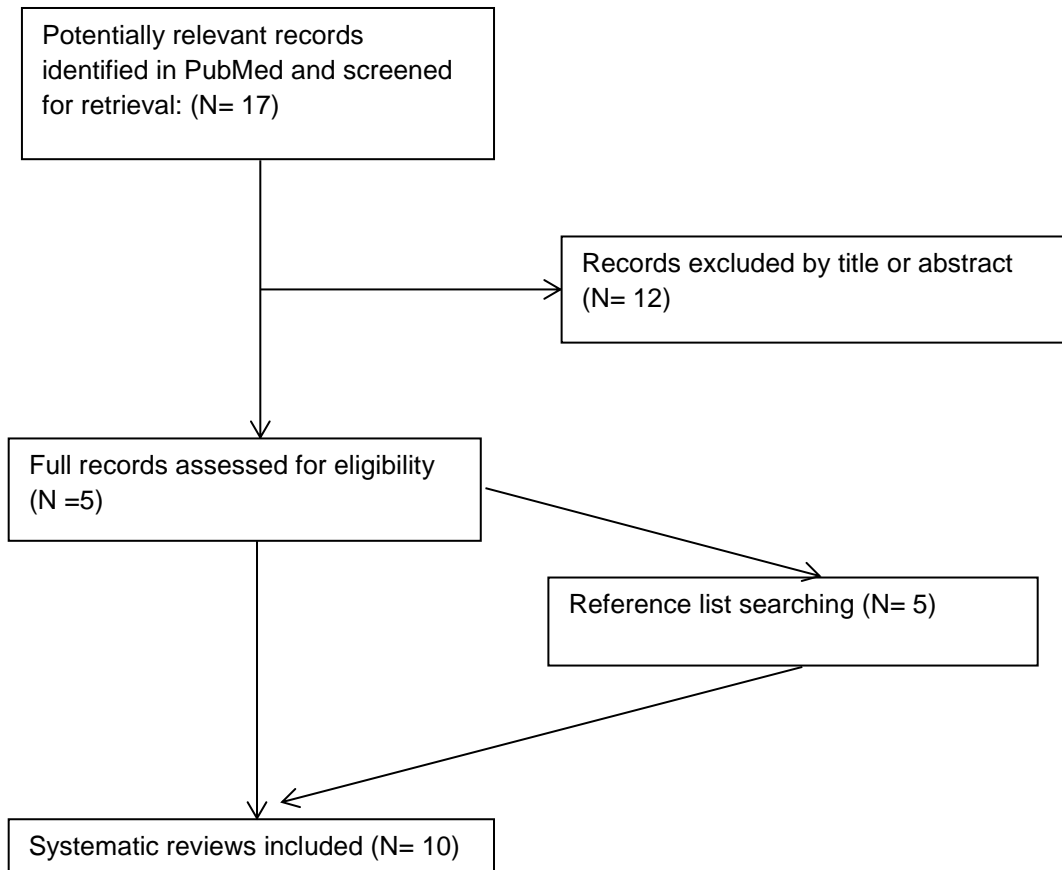 Potentially relevant records
identified in PubMed and screened
for retrieval: (N= 17)
Records excluded by title or abstract
(N= 12)
Full records assessed for eligibility
(N =5)
Reference list searching (N= 5)
Systematic reviews included (N= 10)